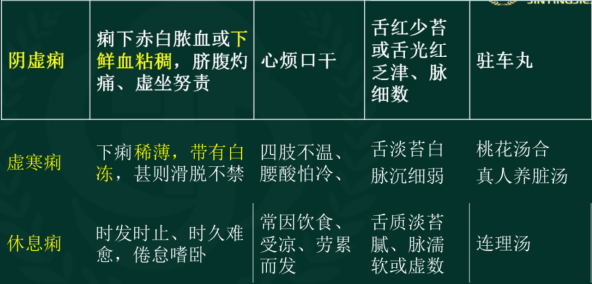 JINTINGJIE
阴虚痢
痢下赤白脓血或下
鲜血粘稠，脐腹灼
痛、虚坐努责
心烦口干
舌红少苔
或舌光红
乏津、脉
细数
驻车丸
虚寒痢
下痢稀薄，带有白
冻，甚则滑脱不禁
四肢不温、
腰酸怕冷、
舌淡苔白
脉沉细弱
桃花汤合
真人养脏汤
休息痢
时发时止、时久难
愈，倦怠嗜卧
常因饮食、
受凉、劳累
而发
舌质淡苔
腻、脉濡
软或虚数
连理汤